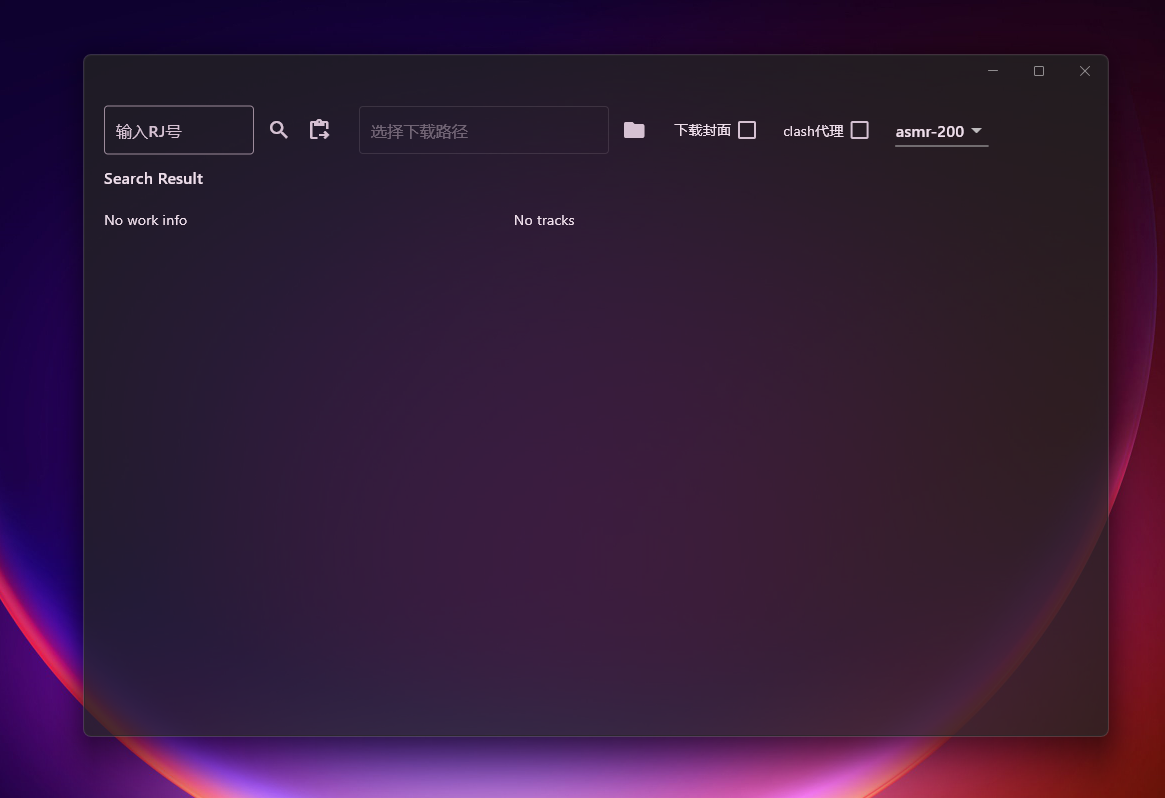 输入RJ号
选择下载路径
下载封面
clash代理
asmr-200
Search Result
No work info
No tracks